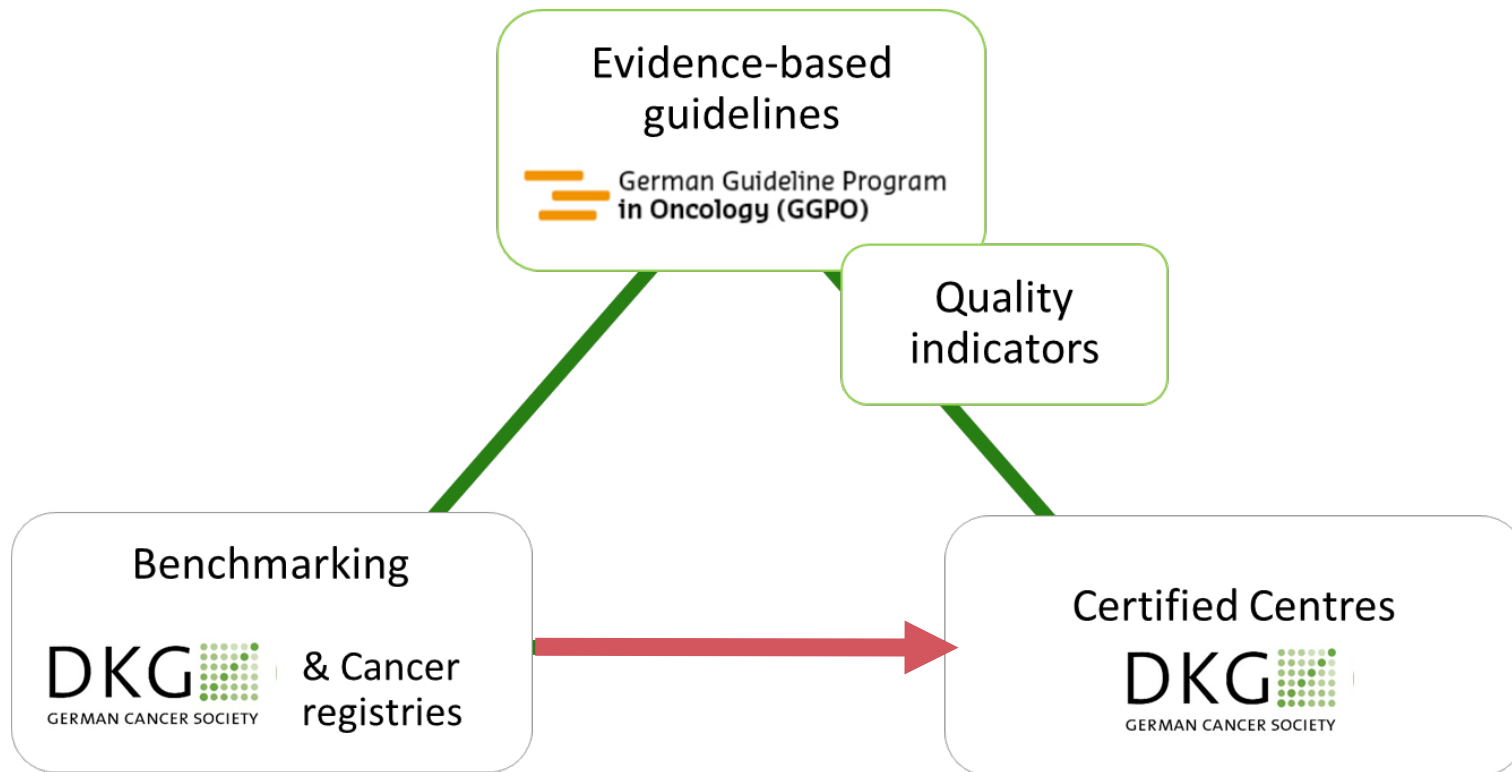 Evidence-based
guidelines
German Guideline Program
in Oncology (GGPO)
Quality
indicators
Benchmarking
DKG
GERMAN CANCER SOCIETY
& Cancer
registries
Certified Centres
DKG
GERMAN CANCER SOCIETY